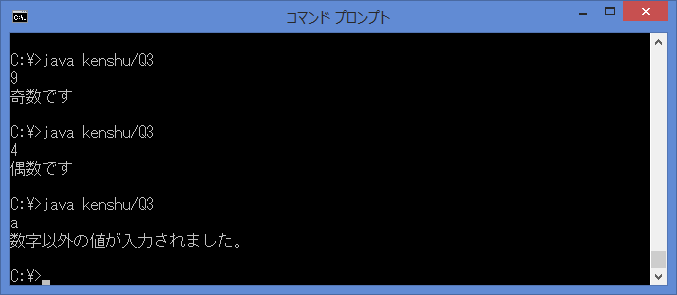 コマンド プロンプト
C:¥>java kenshu/Q3
9
奇数です
C:¥>java kenshu/Q3
4
偶数です
C:¥>java kenshu/Q3
a
数字以外の値が入力されました。
C:¥>